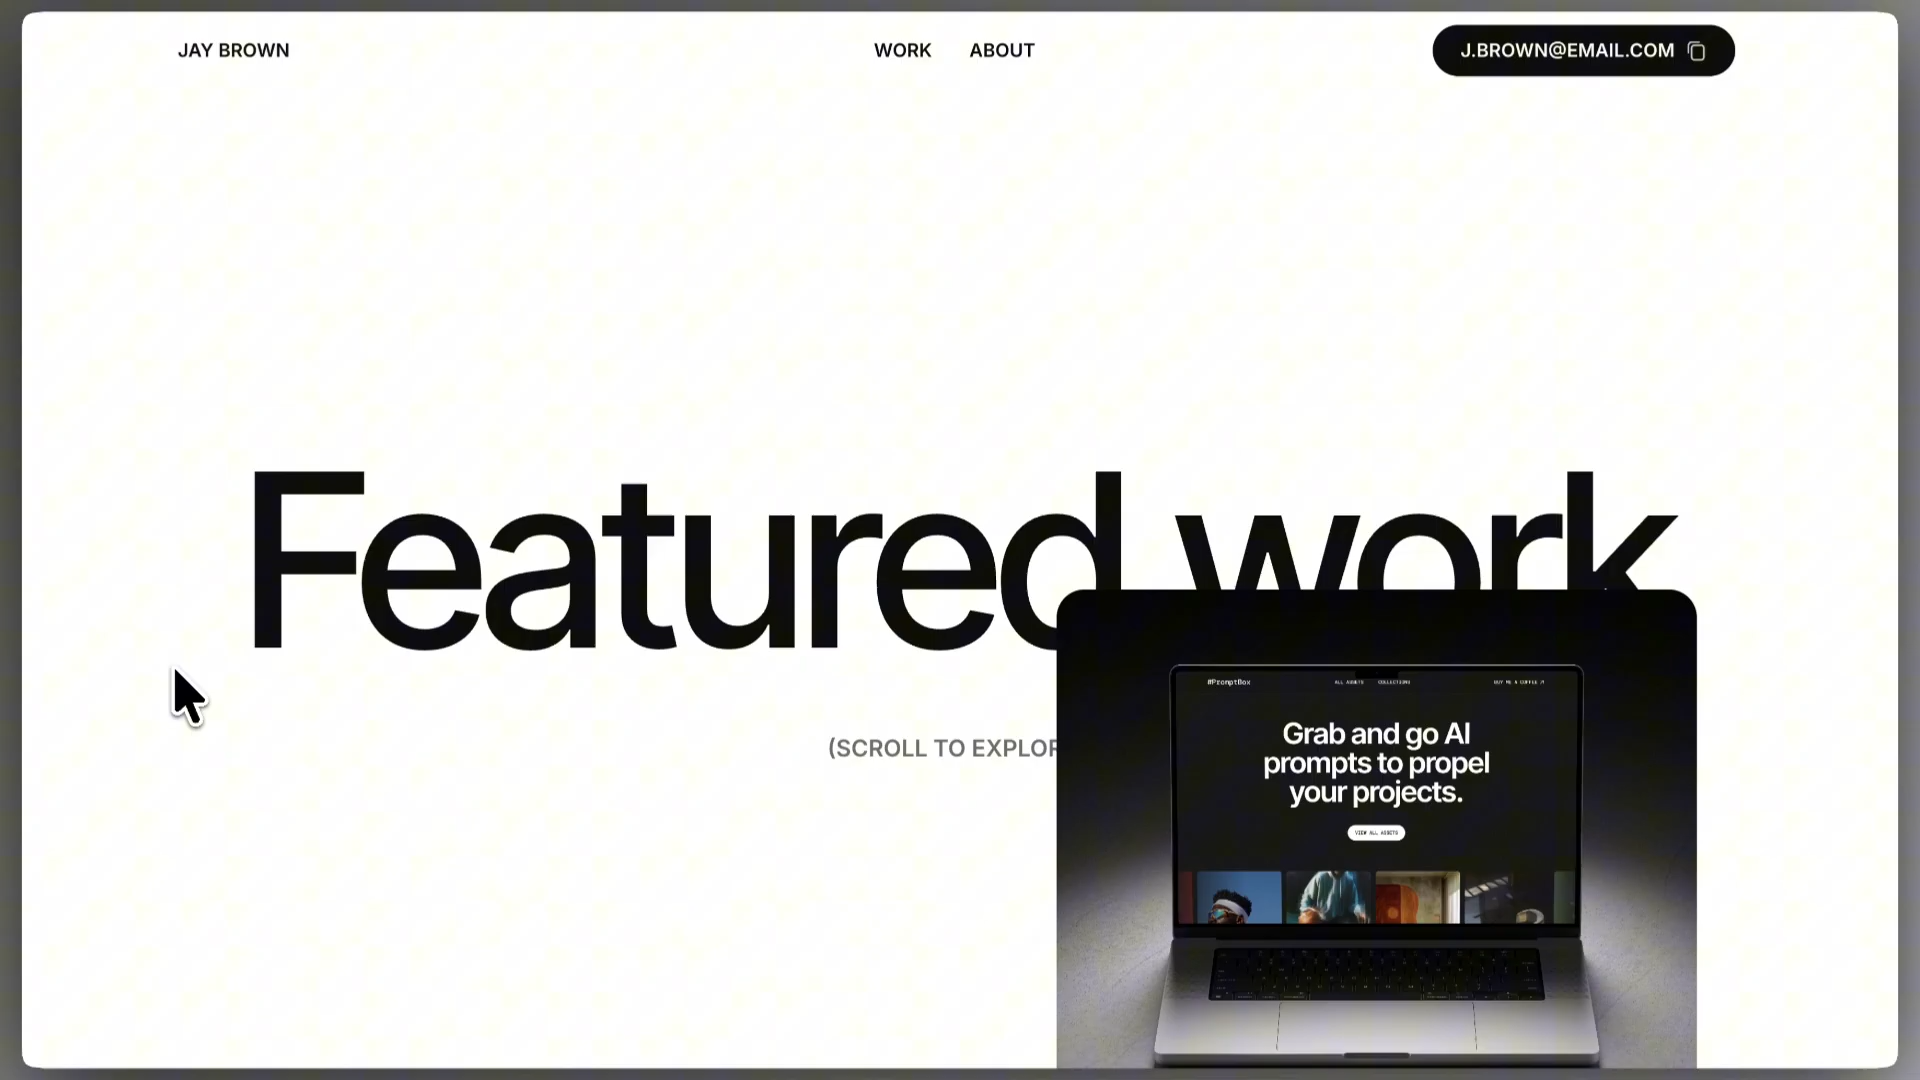 JAY BROWN
WORK
ABOUT
J.BROWN@EMAIL.COM
Featured work
(SCROLL TO EXPLOR
#PromptBox
ALL ASSETS
COLLECTIONS
BUY ME A COFFEE
Grab and go AI
prompts to propel
your projects.
VIEW ALL ASSETS